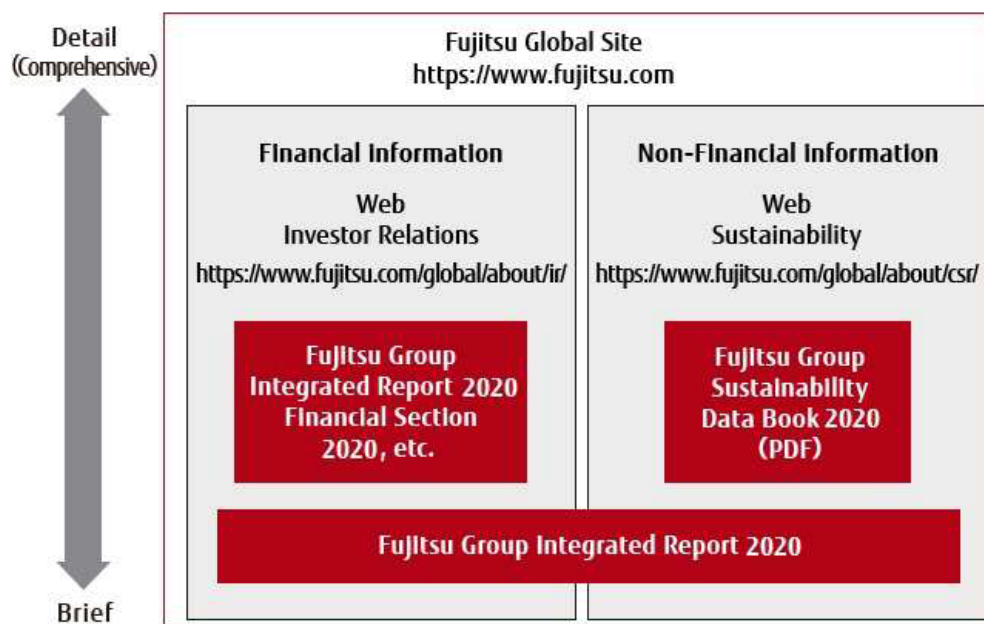 Detail
(Comprehensive)
Fujitsu Global Site
https://www.fujitsu.com
Financial Information
Web
Investor Relations
https://www.fujitsu.com/global/about/ir/
Fujitsu Group
Integrated Report 2020
Financial Section
2020, etc.
Non-Financial Information
Web
Sustainability
https://www.fujitsu.com/global/about/csr/
Fujitsu Group
Sustainability
Data Book 2020
(PDF)
Fujitsu Group Integrated Report 2020
Brief